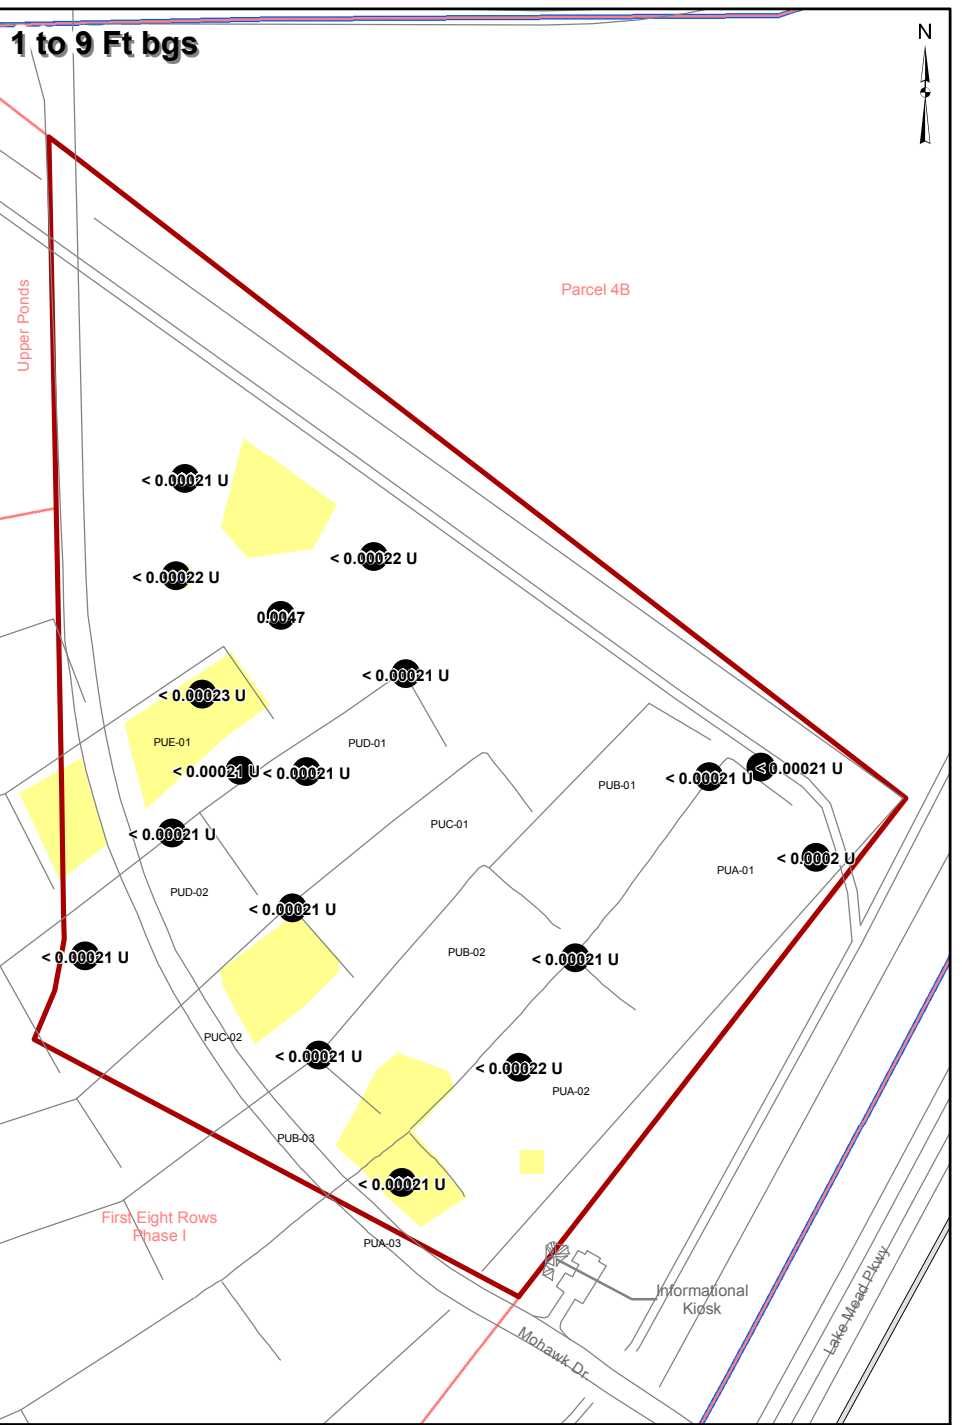 1 to 9 Ft bgs
N
Parcel 4B
Upper Ponds
< 0.00021 U
< 0.00022 U
< 0.00022 U
0.0047
< 0.00021 U
< 0.00023 U
PUE-01
PUD-01
< 0.00021 U
< 0.00021 U
< 0.00021 U
< 0.00021 U
PUB-01
PUC-01
< 0.00021 U
< 0.0002 U
PUA-01
PUD-02
< 0.00021 U
PUB-02
< 0.00021 U
< 0.00021 U
PUC-02
< 0.00021 U
< 0.00022 U
PUA-02
PUB-03
< 0.00021 U
First Eight Rows
Phase I
PUA-03
Informational
Kiosk
Mohawk Dr
Lake Mead Pkwy